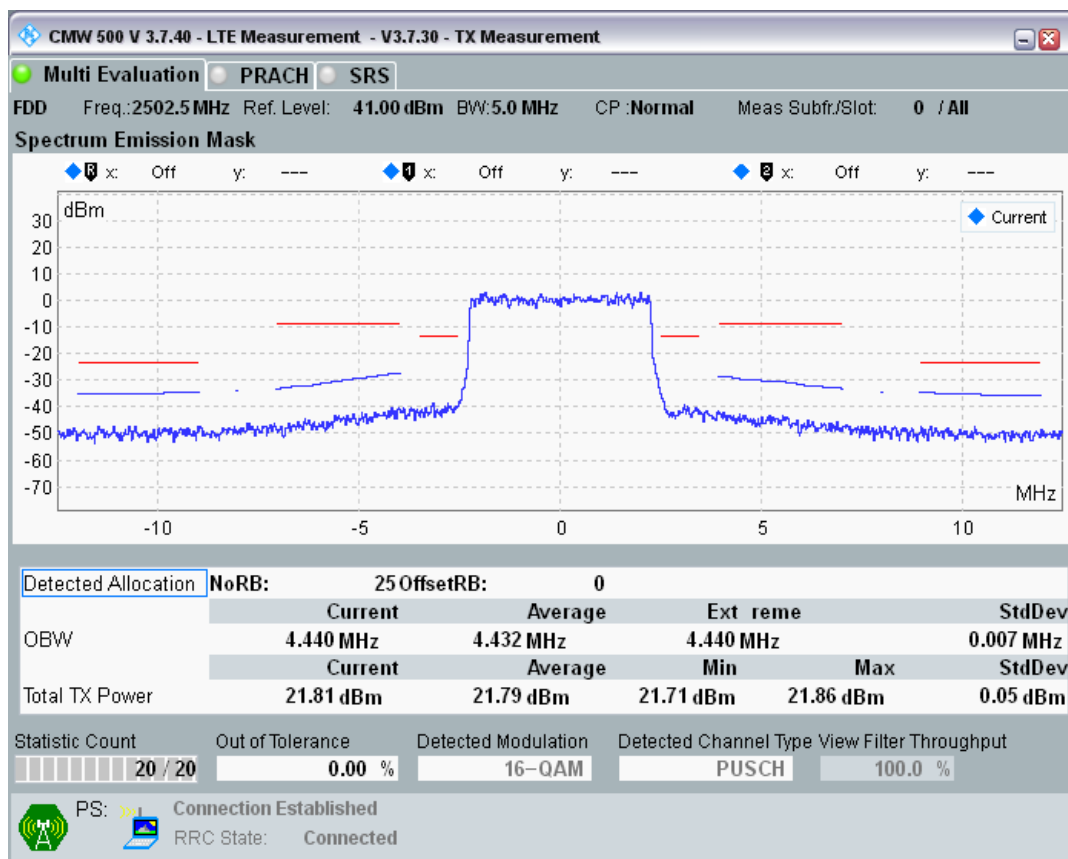 CMW 500 V 3.7.40 - LTE Measurement - V3.7.30 - TX Measurement
Multi Evaluation PRACH SRS
FDD Freq.:2502.5 MHz Ref. Level: 41.00 dBm BW:5.0 MHz CP :Normal Meas Subfr./Slot: 0 / All
Spectrum Emission Mask
R x: Off y: --- 1 x: Off y: --- 2 x: Off y: ---
dBm
Current
30
20
10
0
-10
-20
-30
-40
-50
-60
-70
MHz
-10 -5 0 5 10
Detected Allocation NoRB: 25 OffsetRB: 0
Current Average Ext reme StdDev
OBW 4.440 MHz 4.432 MHz 4.440 MHz 0.007 MHz
Current Average Min Max StdDev
Total TX Power 21.81 dBm 21.79 dBm 21.71 dBm 21.86 dBm 0.05 dBm
Statistic Count Out of Tolerance Detected Modulation Detected Channel Type View Filter Throughput
20 / 20 0.00 % 16-QAM PUSCH 100.0 %
PS: Connection Established
RRC State: Connected